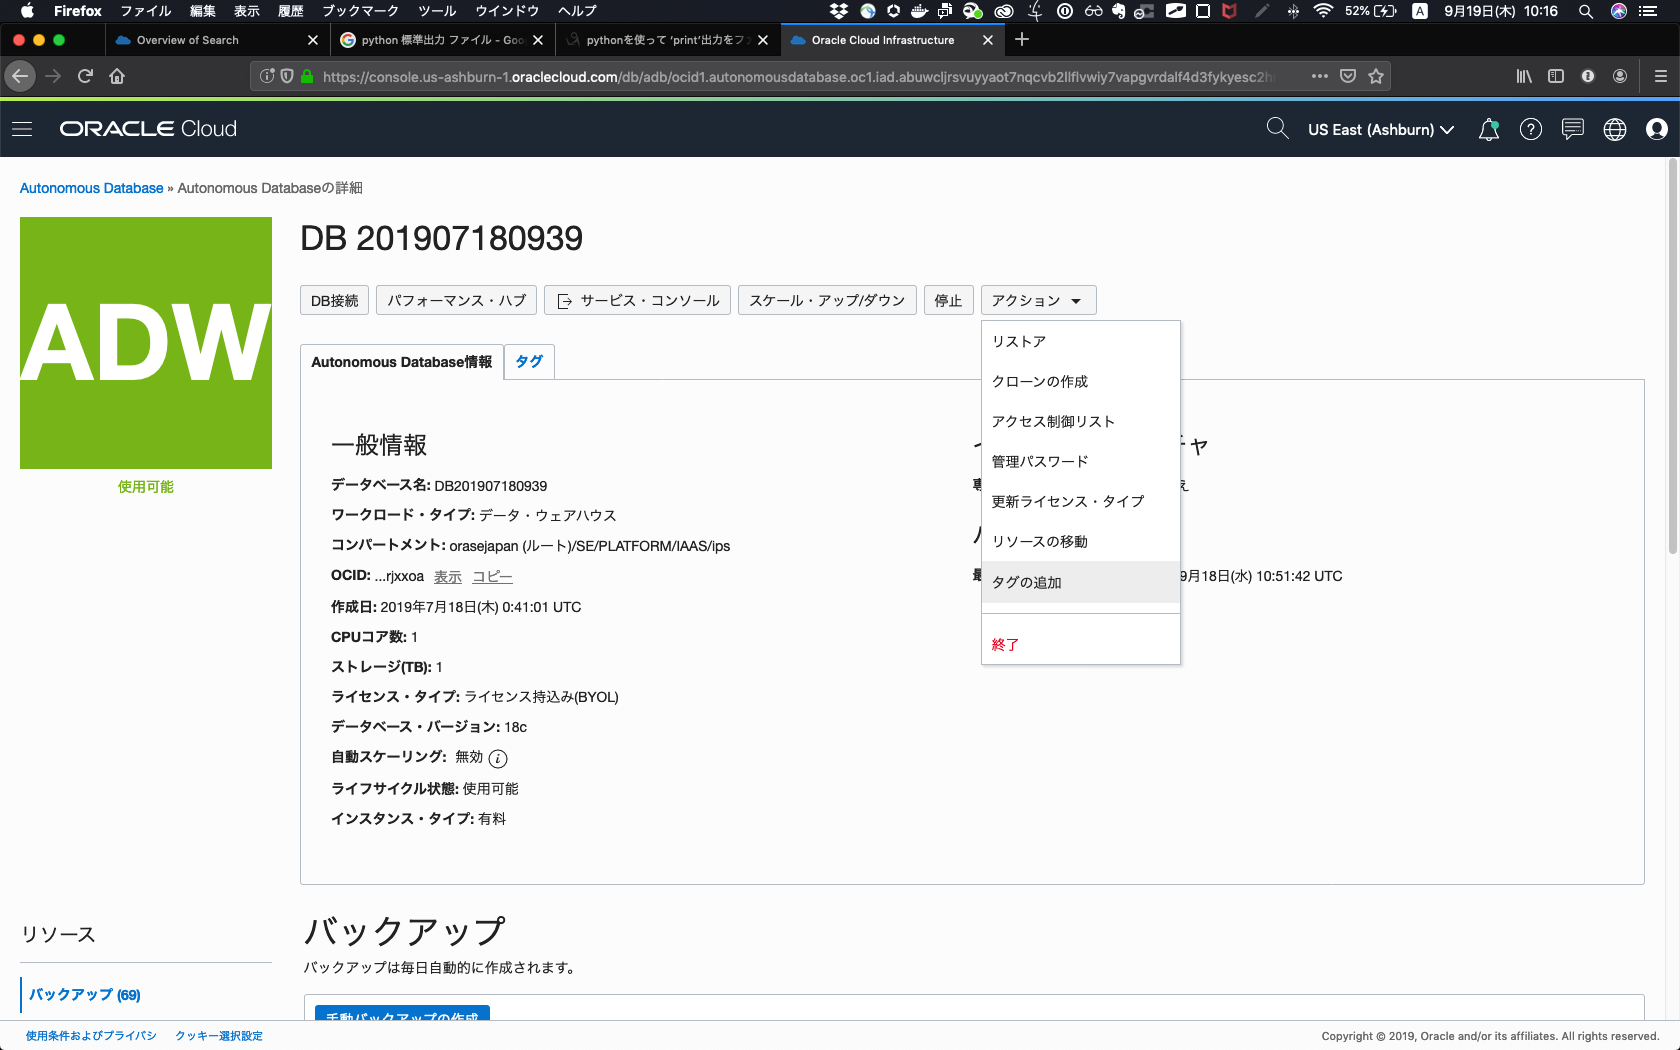 Firefox ファイル 編集 表示 履歴 ブックマーク ツール ウインドウ ヘルプ 52% A 9月19日(木) 10:16
Overview of Search
python 標準出力 ファイル - Goo
pythonを使って 'print'出力をフ
Oracle Cloud Infrastructure
https://console.us-ashburn-1.oraclecloud.com/db/adb/ocid1.autonomousdatabase.oc1.iad.abuwcljrsvuyyaot7nqcvb2llflvwiy7vapgvrdalf4d3fykyesc2h
ORACLE Cloud
US East (Ashburn)
Autonomous Database » Autonomous Databaseの詳細
ADW
使用可能
DB 201907180939
DB接続 パフォーマンス・ハブ サービス・コンソール スケール・アップ/ダウン 停止 アクション
リストア
クローンの作成
アクセス制御リスト
管理パスワード
更新ライセンス・タイプ
リソースの移動
タグの追加
終了
Autonomous Database情報 タグ
一般情報
データベース名: DB201907180939
ワークロード・タイプ: データ・ウェアハウス
コンパートメント: orasejapan (ルート)/SE/PLATFORM/IAAS/ips
OCID: ...rjxxoa 表示 コピー
作成日: 2019年7月18日(木) 0:41:01 UTC
CPUコア数: 1
ストレージ(TB): 1
ライセンス・タイプ: ライセンス持込み(BYOL)
データベース・バージョン: 18c
自動スケーリング: 無効
ライフサイクル状態: 使用可能
インスタンス・タイプ: 有料
チャ
え
最
9月18日(水) 10:51:42 UTC
リソース
バックアップ (69)
バックアップ
バックアップは毎日自動的に作成されます。
手動バックアップの作成
使用条件およびプライバシ クッキー選択設定
Copyright © 2019, Oracle and/or its affiliates. All rights reserved.